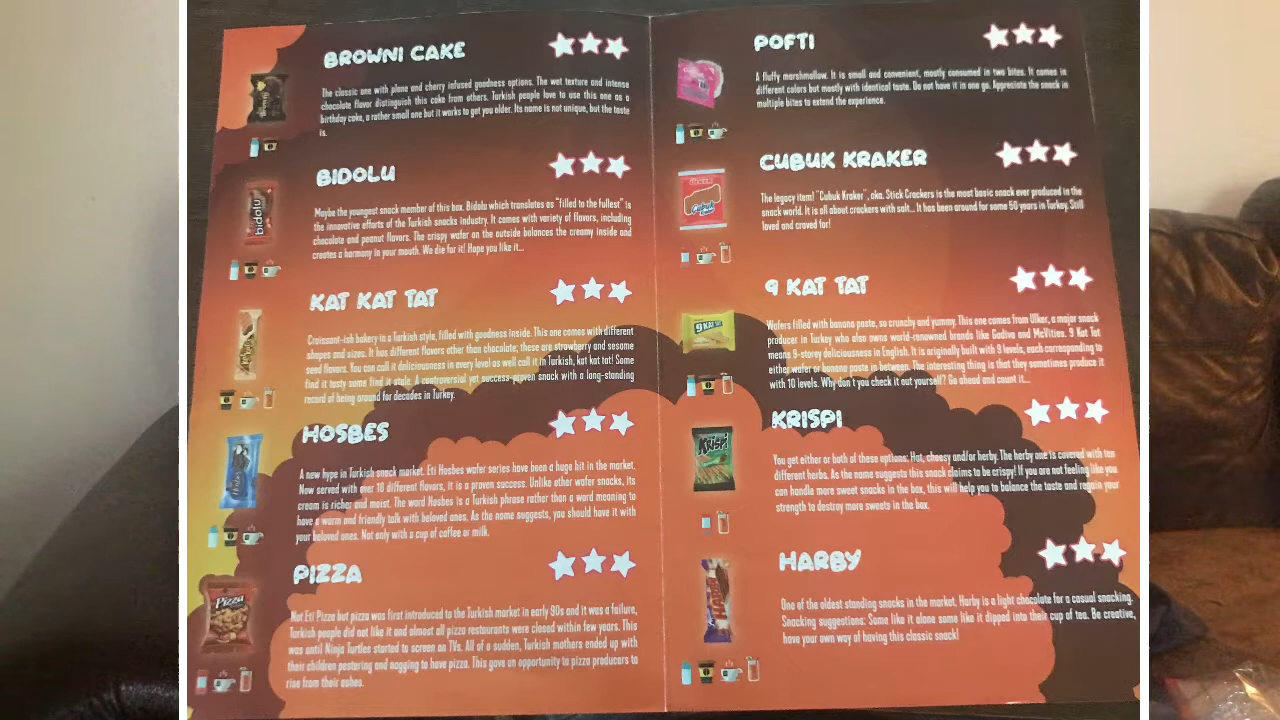 BROWNI CAKE
The classic one with plane and cherry infused goodness options. The wet texture and intense
chocolate flavor distinguish this cake from others. Turkish people love to use this one as a
birthday cake, a rather small one but it works to get you older. Its name is not unique, but the taste
is.
BIDOLU
Maybe the youngest snack member of this box. Bidolu which translates as "filled to the fullest" is
the innovative efforts of the Turkish snacks industry. It comes with variety of flavors, including
chocolate and peanut flavors. The crispy wafer on the outside balances the creamy inside and
creates a harmony in your mouth. We die for it! Hope you like it...
bidolu
KAT KAT TAT
Croissant-ish bakery in a Turkish style, filled with goodness inside. This one comes with different
shapes and sizes. It has different flavors other than chocolate; these are strawberry and sesame
seed flavors. You can call it deliciousness in every level as well call it in Turkish, kat kat tat! Some
find it tasty some find it stale. A controversial yet success-proven snack with a long-standing
record of being around for decades in Turkey.
HOSBES
A new hype in Turkish snack market. Eti Hosbes wafer series have been a huge bit in the market.
Now served with over 10 different flavors, it is a proven success. Unlike other wafer snacks, its
cream is richer and moist. The word Hosbes is a Turkish phrase rather than a word meaning to
have a warm and friendly talk with beloved ones. As the name suggests, you should have it with
your beloved ones. Not only with a cup of coffee or milk.
PIZZA
Not Eti Pizza but pizza was first introduced to the Turkish market in early 90s and it was a failure,
Turkish people did not like it and almost all pizza restaurants were closed within few years. This
was until Ninja Turtles started to screen on TVs. All of a sudden, Turkish mothers ended up with
their children pestering and nagging to have pizza. This gave an opportunity to pizza producers to
rise from their ashes.
Pizza
POFTI
A fluffy marshmallow. It is small and convenient, mostly consumed in two bites. It comes in
different colors but mostly with identical taste. Do not have it in one go. Appreciate the snack in
multiple bites to extend the experience.
CUBUK KRAKER
The legacy item! "Cubuk Kraker", aka. Stick Crackers is the most basic snack ever produced in the
snack world. It is all about crackers with salt... It has been around for some 50 years in Turkey. Still
loved and craved for!
9 KAT TAT
Wafers filled with banana paste, so crunchy and yummy. This one comes from Ulker, a major snack
producer in Turkey who also owns world-renowned brands like Godiva and McVities. 9 Kat Tat
means 9-storey deliciousness in English. It is originally built with 9 levels, each corresponding to
either wafer or banana paste in between. The interesting thing is that they sometimes produce it
with 10 levels. Why don't you check it out yourself? Go ahead and count it...
9 KAT TAT
KRISPI
You get either or both of these options: Hot, cheesy and/or herby. The herby one is covered with ten
different herbs. As the name suggests this snack claims to be crispy! If you are not feeling like you
can handle more sweet snacks in the box, this will help you to balance the taste and regain your
strength to destroy more sweets in the box.
Krispi
HARBY
One of the oldest standing snacks in the market. Harby is a light chocolate for a casual snacking.
Snacking suggestions: Some like it alone some like it dipped into their cup of tea. Be creative,
have your own way of having this classic snack!
HARBY